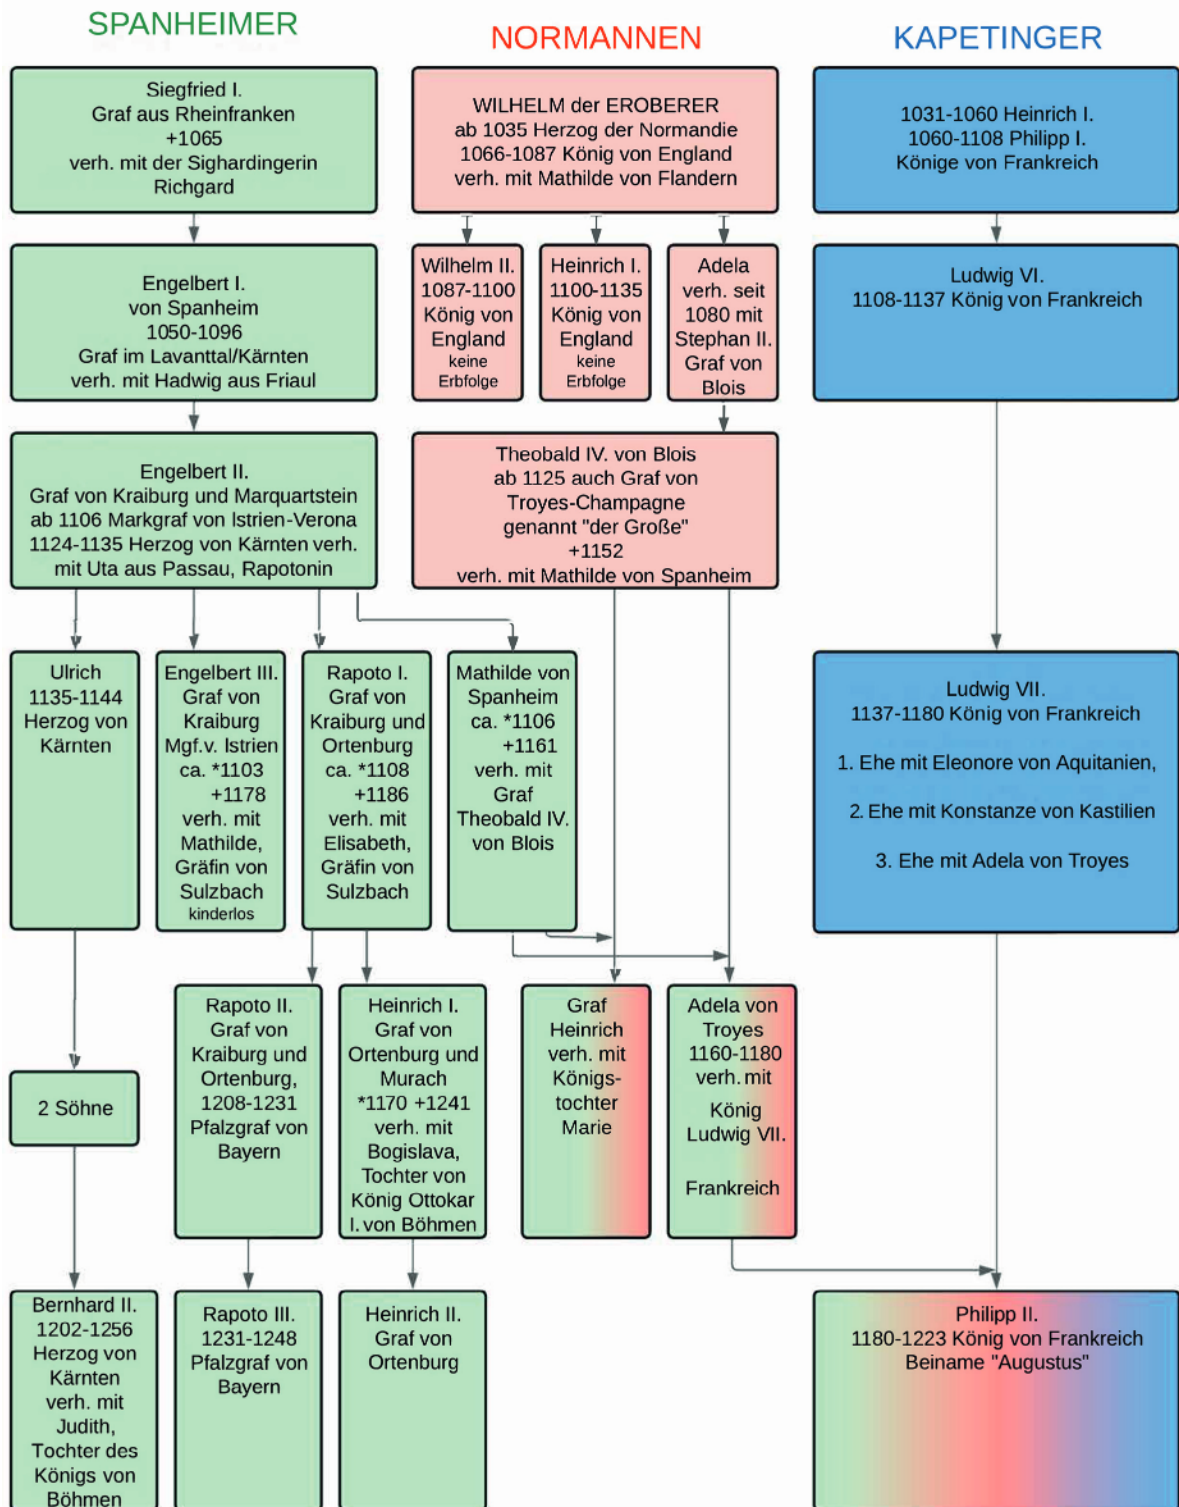 SPANHEIMER
NORMANNEN
KAPETINGER
Siegfried I.
Graf aus Rheinfranken
+1065
verh. mit der Sighardingerin
Richgard
WILHELM der EROBERER
ab 1035 Herzog der Normandie
1066-1087 König von England
verh. mit Mathilde von Flandern
1031-1060 Heinrich I.
1060-1108 Philipp I.
Könige von Frankreich
Engelbert I.
von Spanheim
1050-1096
Graf im Lavanttal/Kärnten
verh. mit Hadwig aus Friaul
Wilhelm II.
1087-1100
König von
England
keine
Erbfolge
Heinrich I.
1100-1135
König von
England
keine
Erbfolge
Adela
verh. seit
1080 mit
Stephan II.
Graf von
Blois
Ludwig VI.
1108-1137 König von Frankreich
Engelbert II.
Graf von Kraiburg und Marquartstein
ab 1106 Markgraf von Istrien-Verona
1124-1135 Herzog von Kärnten verh.
mit Uta aus Passau, Rapotonin
Theobald IV. von Blois
ab 1125 auch Graf von
Troyes-Champagne
genannt "der Große"
+1152
verh. mit Mathilde von Spanheim
Ulrich
1135-1144
Herzog von
Kärnten
Engelbert III.
Graf von
Kraiburg
Mgf.v. Istrien
ca. *1103
+1178
verh. mit
Mathilde,
Gräfin von
Sulzbach
kinderlos
Rapoto I.
Graf von
Kraiburg und
Ortenburg
ca. *1108
+1186
verh. mit
Elisabeth,
Gräfin von
Sulzbach
Mathilde von
Spanheim
ca. *1106
+1161
verh. mit
Graf
Theobald IV.
von Blois
Ludwig VII.
1137-1180 König von Frankreich
1. Ehe mit Eleonore von Aquitanien,
2. Ehe mit Konstanze von Kastilien
3. Ehe mit Adela von Troyes
2 Söhne
Rapoto II.
Graf von
Kraiburg und
Ortenburg,
1208-1231
Pfalzgraf von
Bayern
Heinrich I.
Graf von
Ortenburg und
Murach
*1170 +1241
verh. mit
Bogislava,
Tochter von
König Ottokar
I. von Böhmen
Graf
Heinrich
verh. mit
Königs-
tochter
Marie
Adela von
Troyes
1160-1180
verh. mit
König
Ludwig VII.
Frankreich
Bernhard II.
1202-1256
Herzog von
Kärnten
verh. mit
Judith,
Tochter des
Königs von
Böhmen
Rapoto III.
1231-1248
Pfalzgraf von
Bayern
Heinrich II.
Graf von
Ortenburg
Philipp II.
1180-1223 König von Frankreich
Beiname "Augustus"